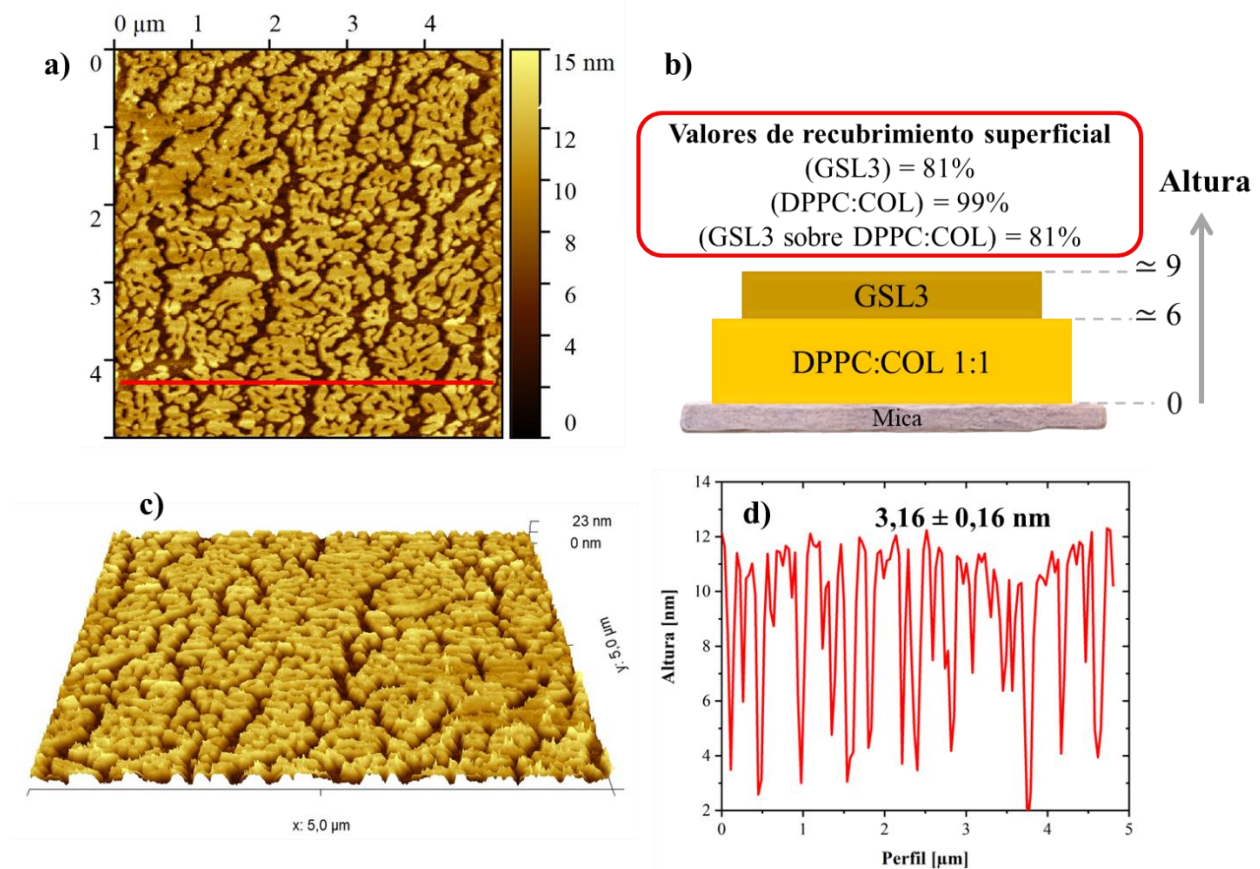 a)
0 µm 1 2 3 4
0
1
2
3
4
15 nm
12
10
8
6
4
0
b)
Valores de recubrimiento superficial
(GSL3) = 81%
(DPPC:COL) = 99%
(GSL3 sobre DPPC:COL) = 81%
Altura
≃ 9
GSL3
≃ 6
DPPC:COL 1:1
0
Mica
c)
23 nm
0 nm
y: 5,0 µm
x: 5,0 µm
d)
3,16 ± 0,16 nm
Altura [nm]
14
12
10
8
6
4
2
0 1 2 3 4 5
Perfil [µm]